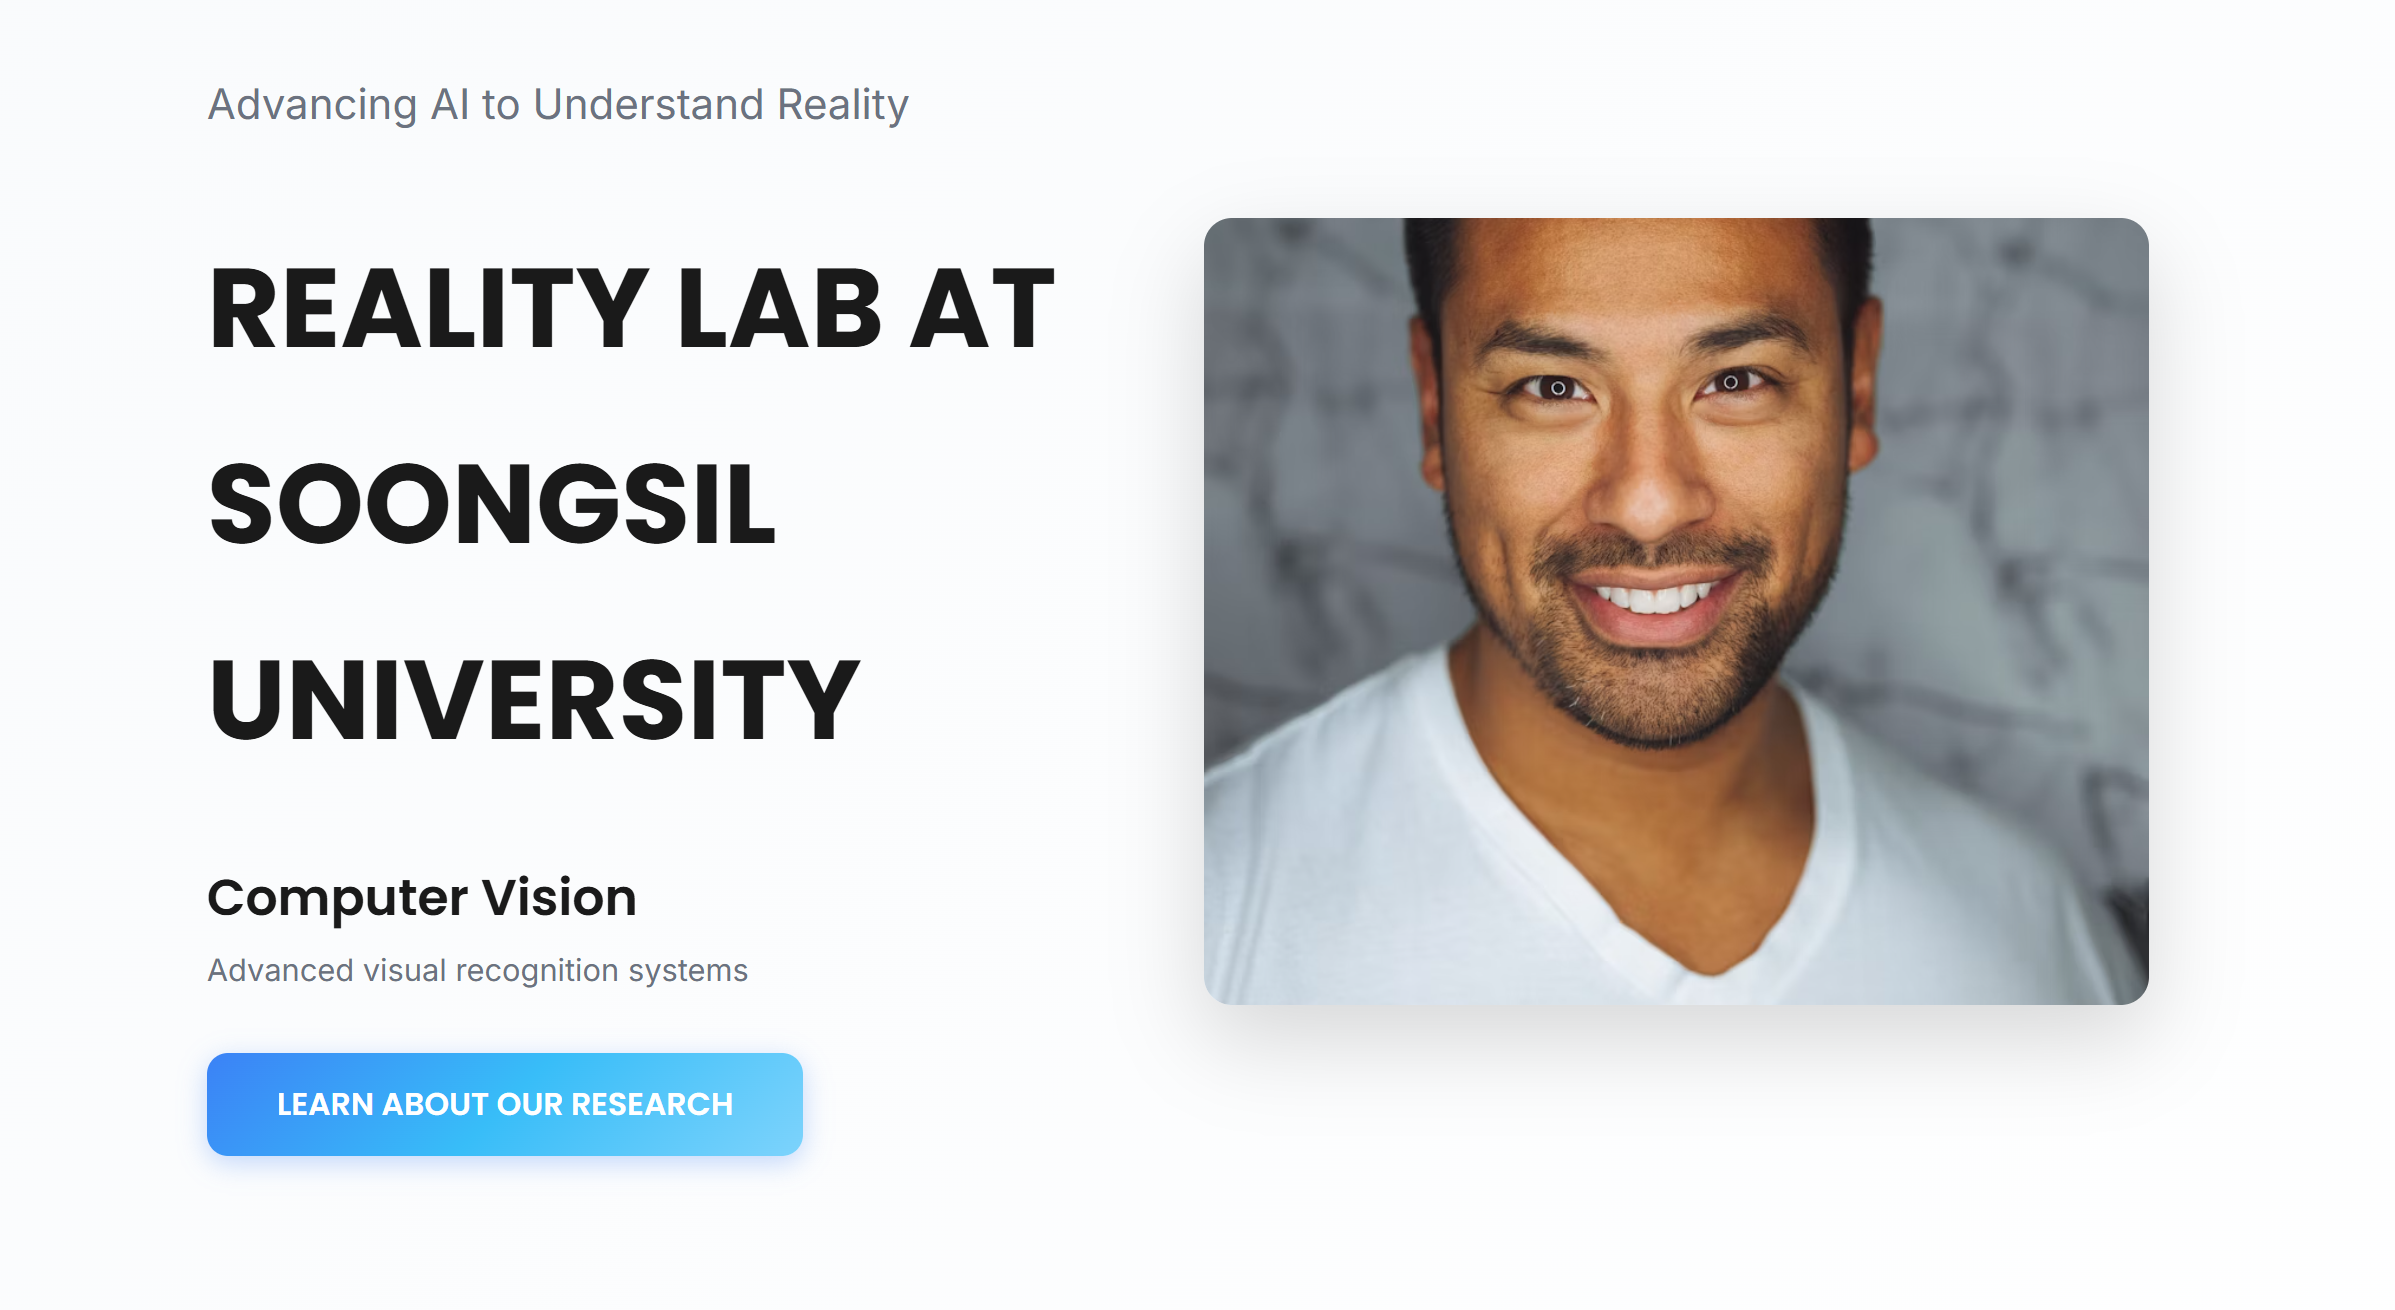 Advancing AI to Understand Reality
REALITY LAB AT
SOONGSIL
UNIVERSITY
Computer Vision
Advanced visual recognition systems
LEARN ABOUT OUR RESEARCH